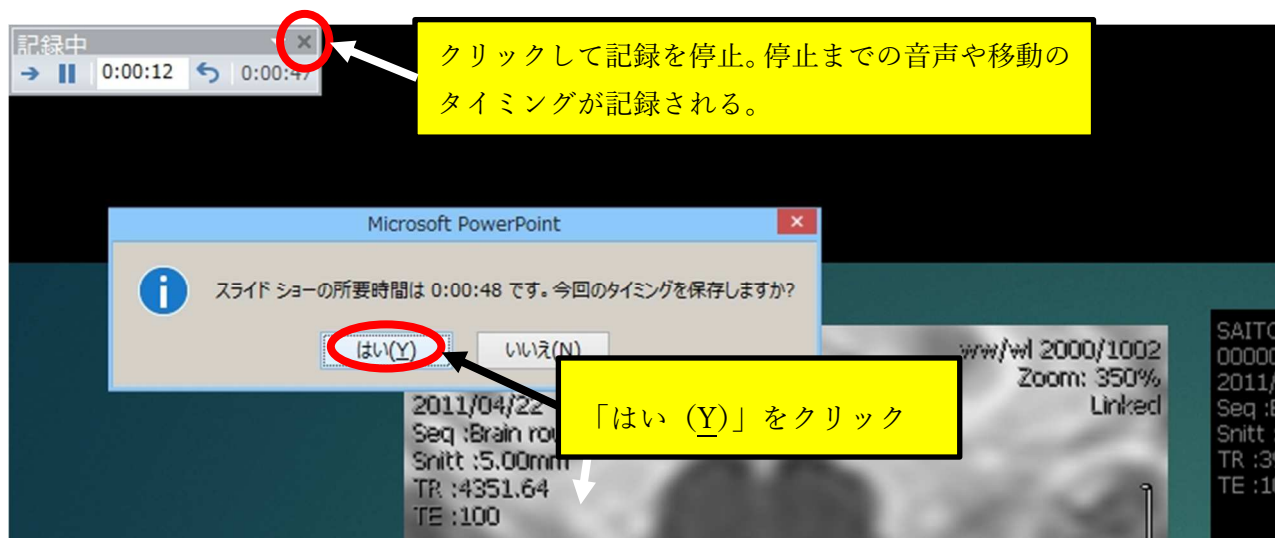 記録中
0:00:12 0:00:47
クリックして記録を停止。停止までの音声や移動の
タイミングが記録される。
Microsoft PowerPoint
スライド ショーの所要時間は 0:00:48 です。今回のタイミングを保存しますか?
はい(Y) いいえ(N)
「はい (Y)」をクリック
ww/wl 2000/1002
Zoom: 350%
Linked
2011/04/22
Seq :Brain
Snitt :5.00mm
TR :4351.64
TE :100
2011/
Seq
Snitt
TR
TE